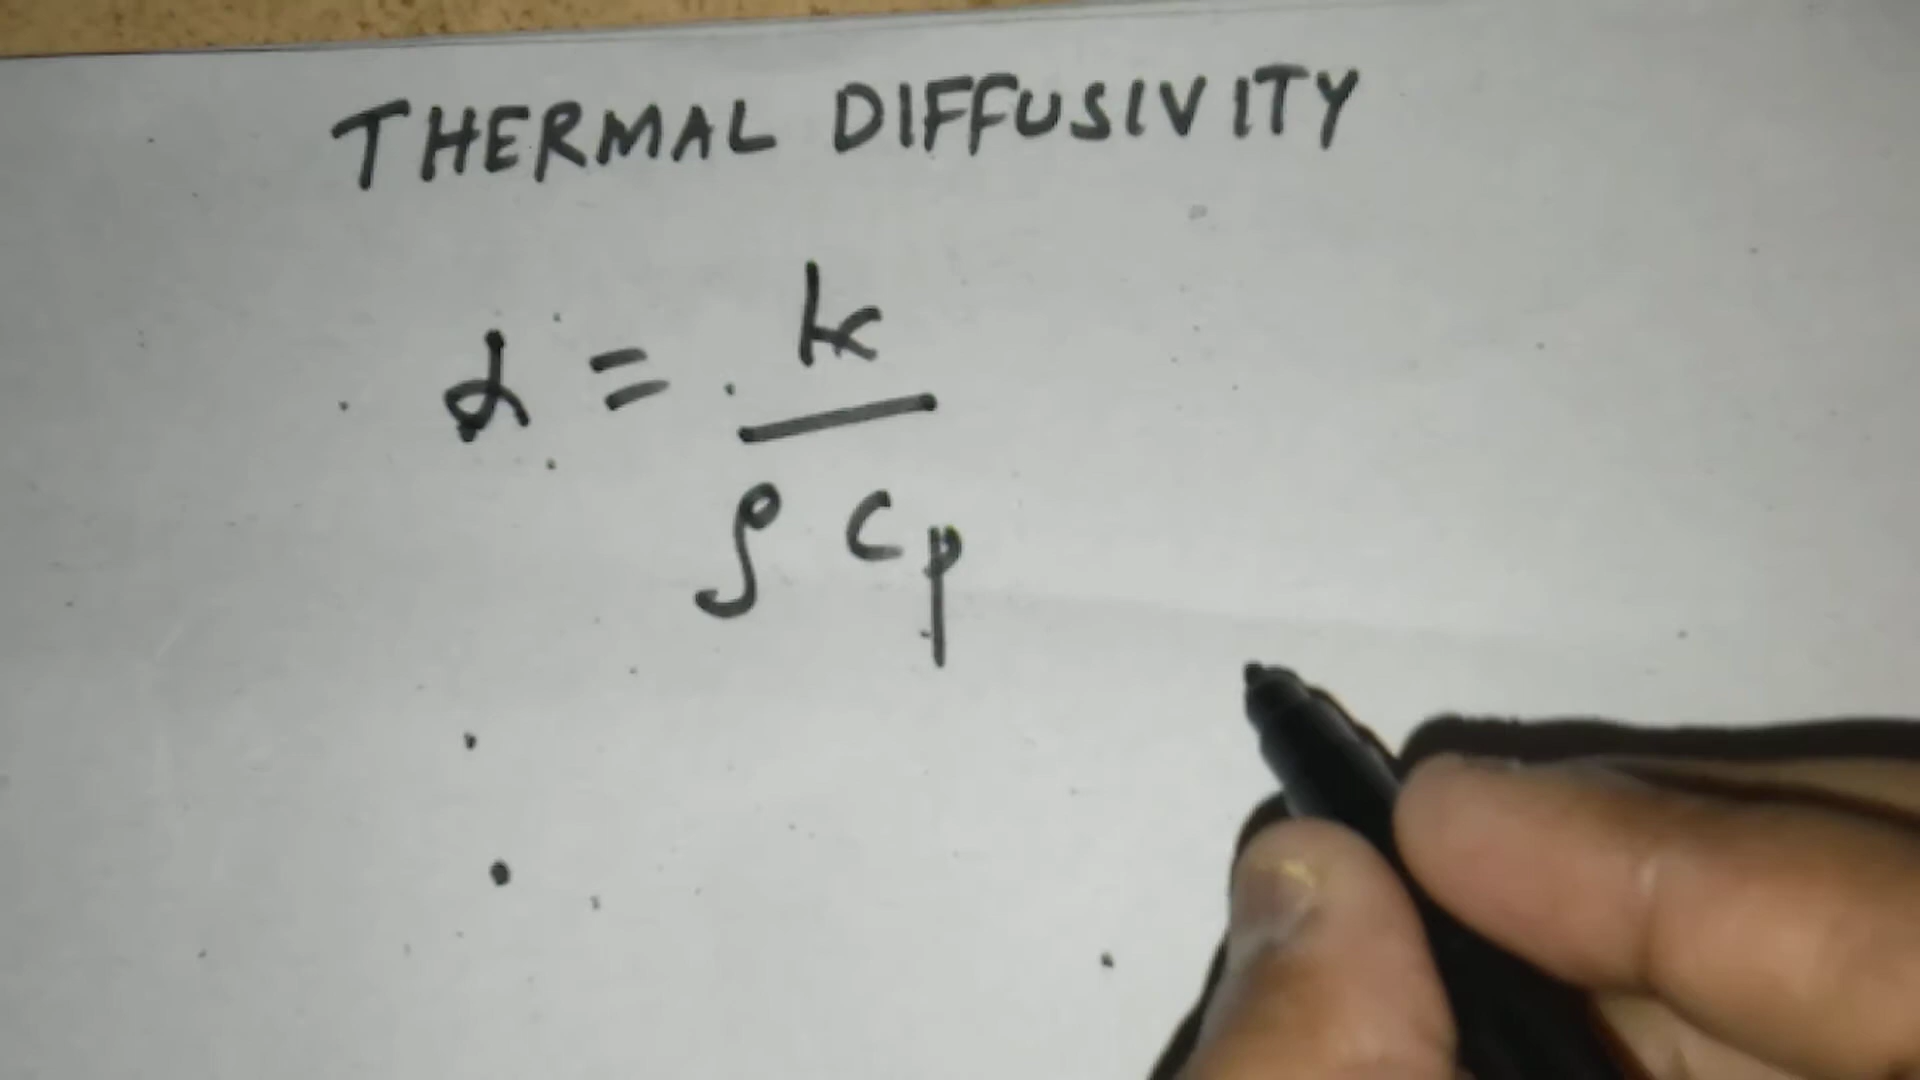 THERMAL DIFFUSIVITY
α = k / ρ Cp